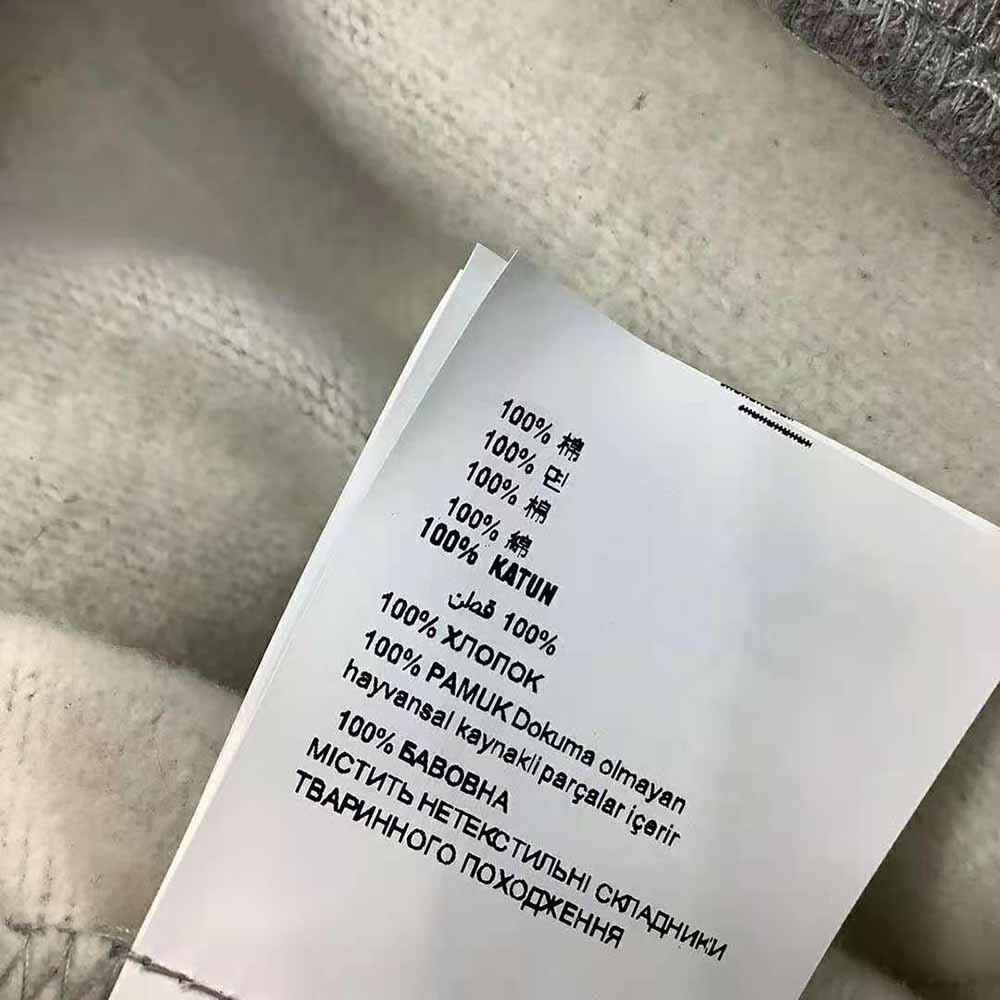 100% 棉
100% 면
100% 棉
100% 綿
100% KATUN
100% قطن
100% ХЛОПОК
100% PAMUK Dokuma olmayan
hayvansal kaynakli parçalar içerir
100% БАВОВНА
МІСТИТЬ НЕТЕКСТИЛЬНІ СКЛАДНИКИ
ТВАРИННОГО ПОХОДЖЕННЯ